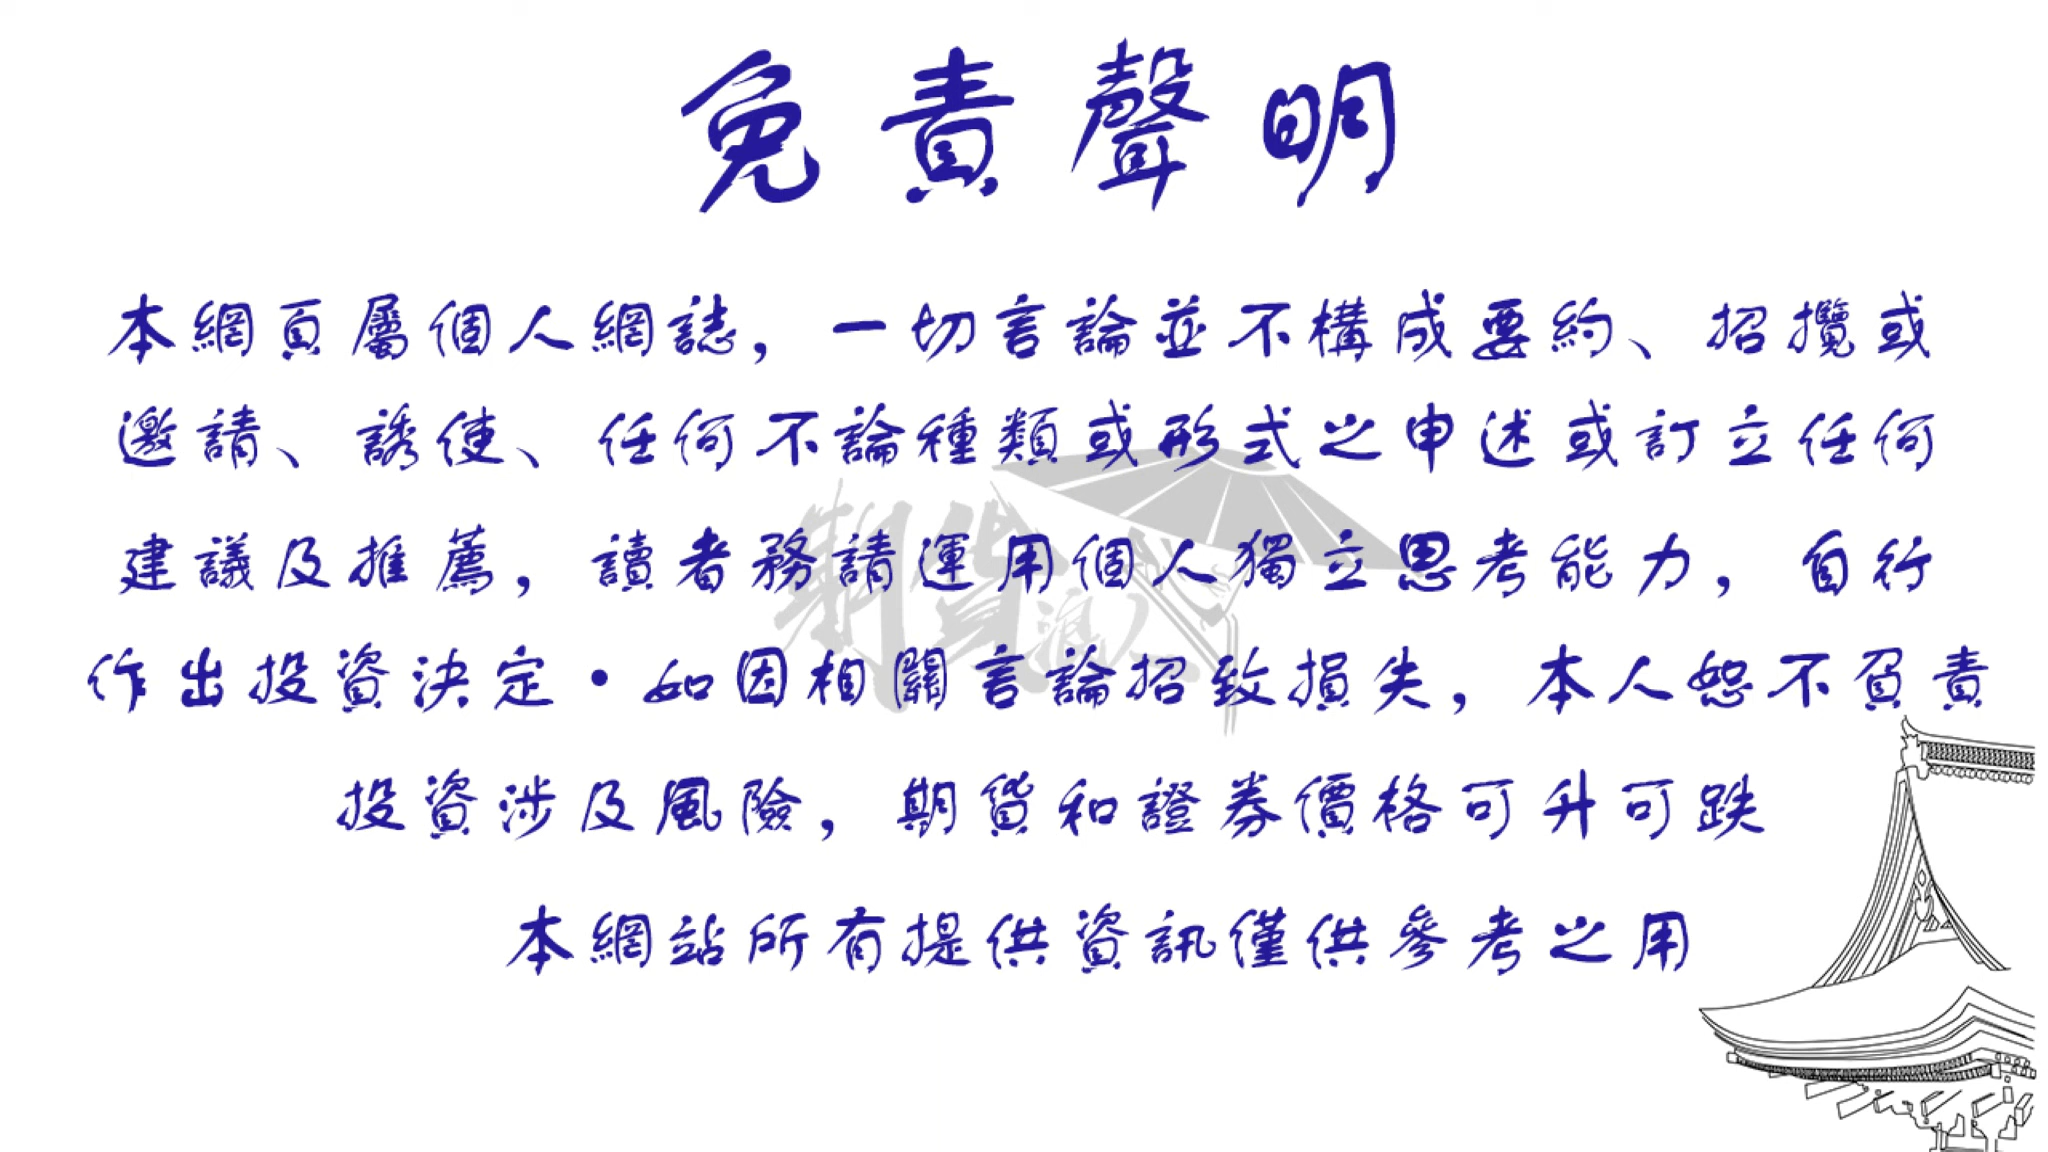 免責聲明
本網頁屬個人網誌，一切言論並不構成要約、招攬或
邀請、誘使、任何不論種類或形式之申述或訂立任何
建議及推薦，讀者務請運用個人獨立思考能力，自行
作出投資決定·如因相關言論招致損失，本人恕不負責
期貨
浪人
投資涉及風險，期貨和證券價格可升可跌
本網站所有提供資訊僅供參考之用